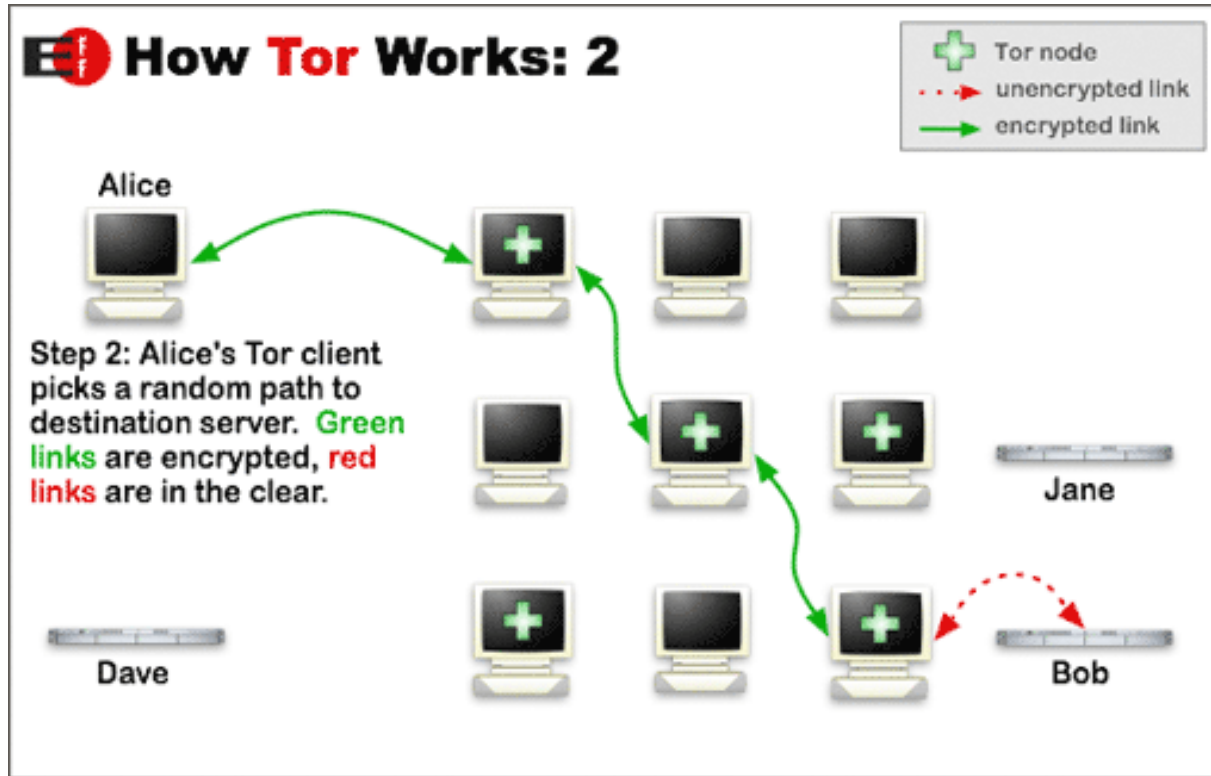 EFF How Tor Works: 2
Tor node
unencrypted link
encrypted link
Alice
Step 2: Alice's Tor client
picks a random path to
destination server. Green
links are encrypted, red
links are in the clear.
Jane
Dave
Bob